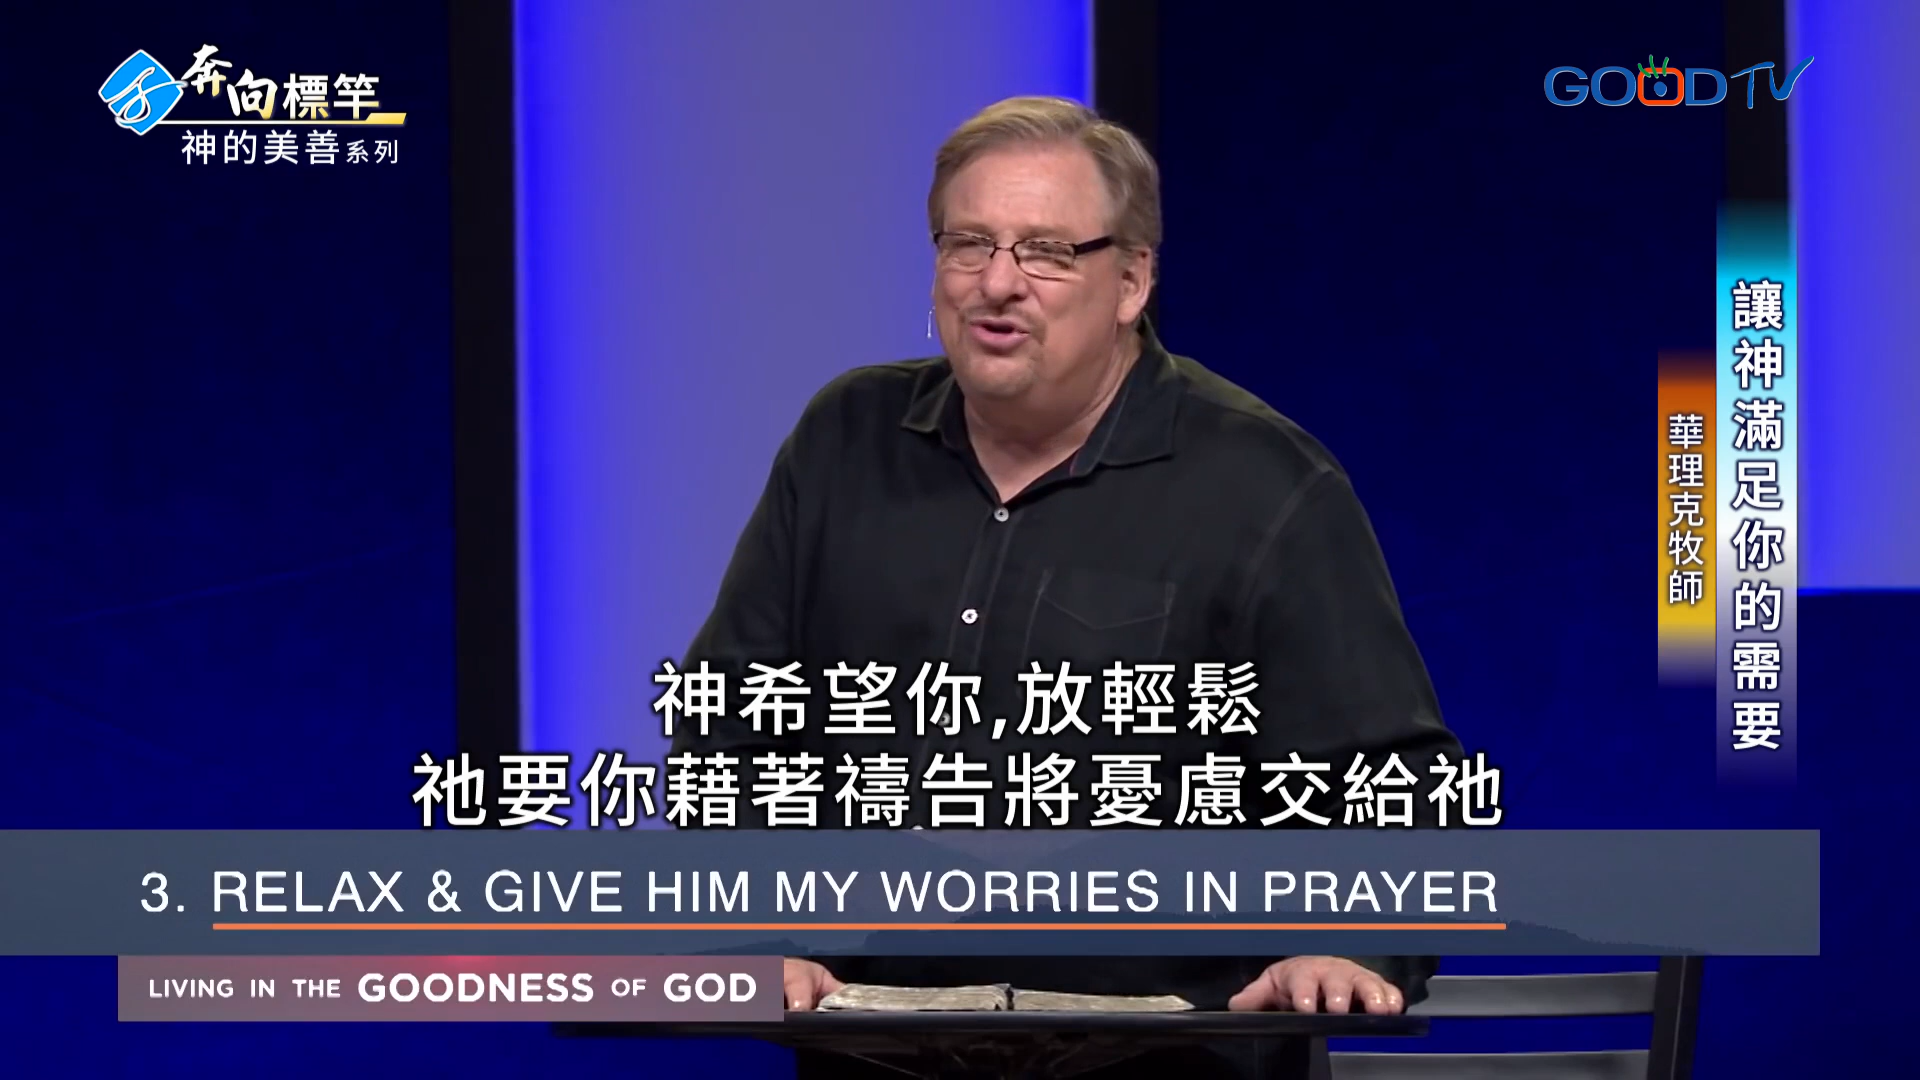 奔向標竿
神的美善系列
GOOD TV
讓神滿足你的需要
華理克牧師
神希望你,放輕鬆
祂要你藉著禱告將憂慮交給祂
3. RELAX & GIVE HIM MY WORRIES IN PRAYER
LIVING IN THE GOODNESS OF GOD